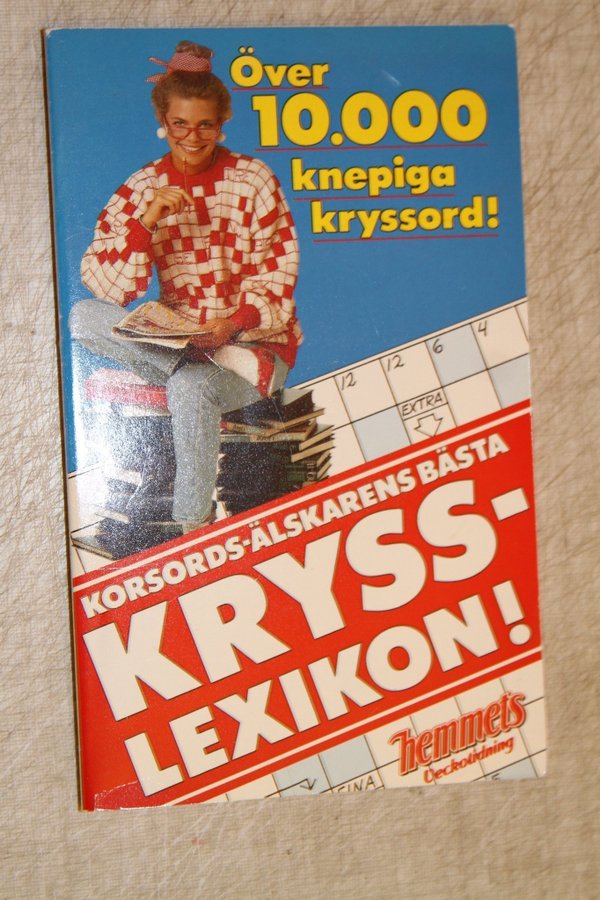 Över
10.000
knepiga
kryssord!
12
12
6
4
EXTRA
KORSORDS-ÄLSKARENS BÄSTA
KRYSS-
LEXIKON!
hemmets
Veckotidning